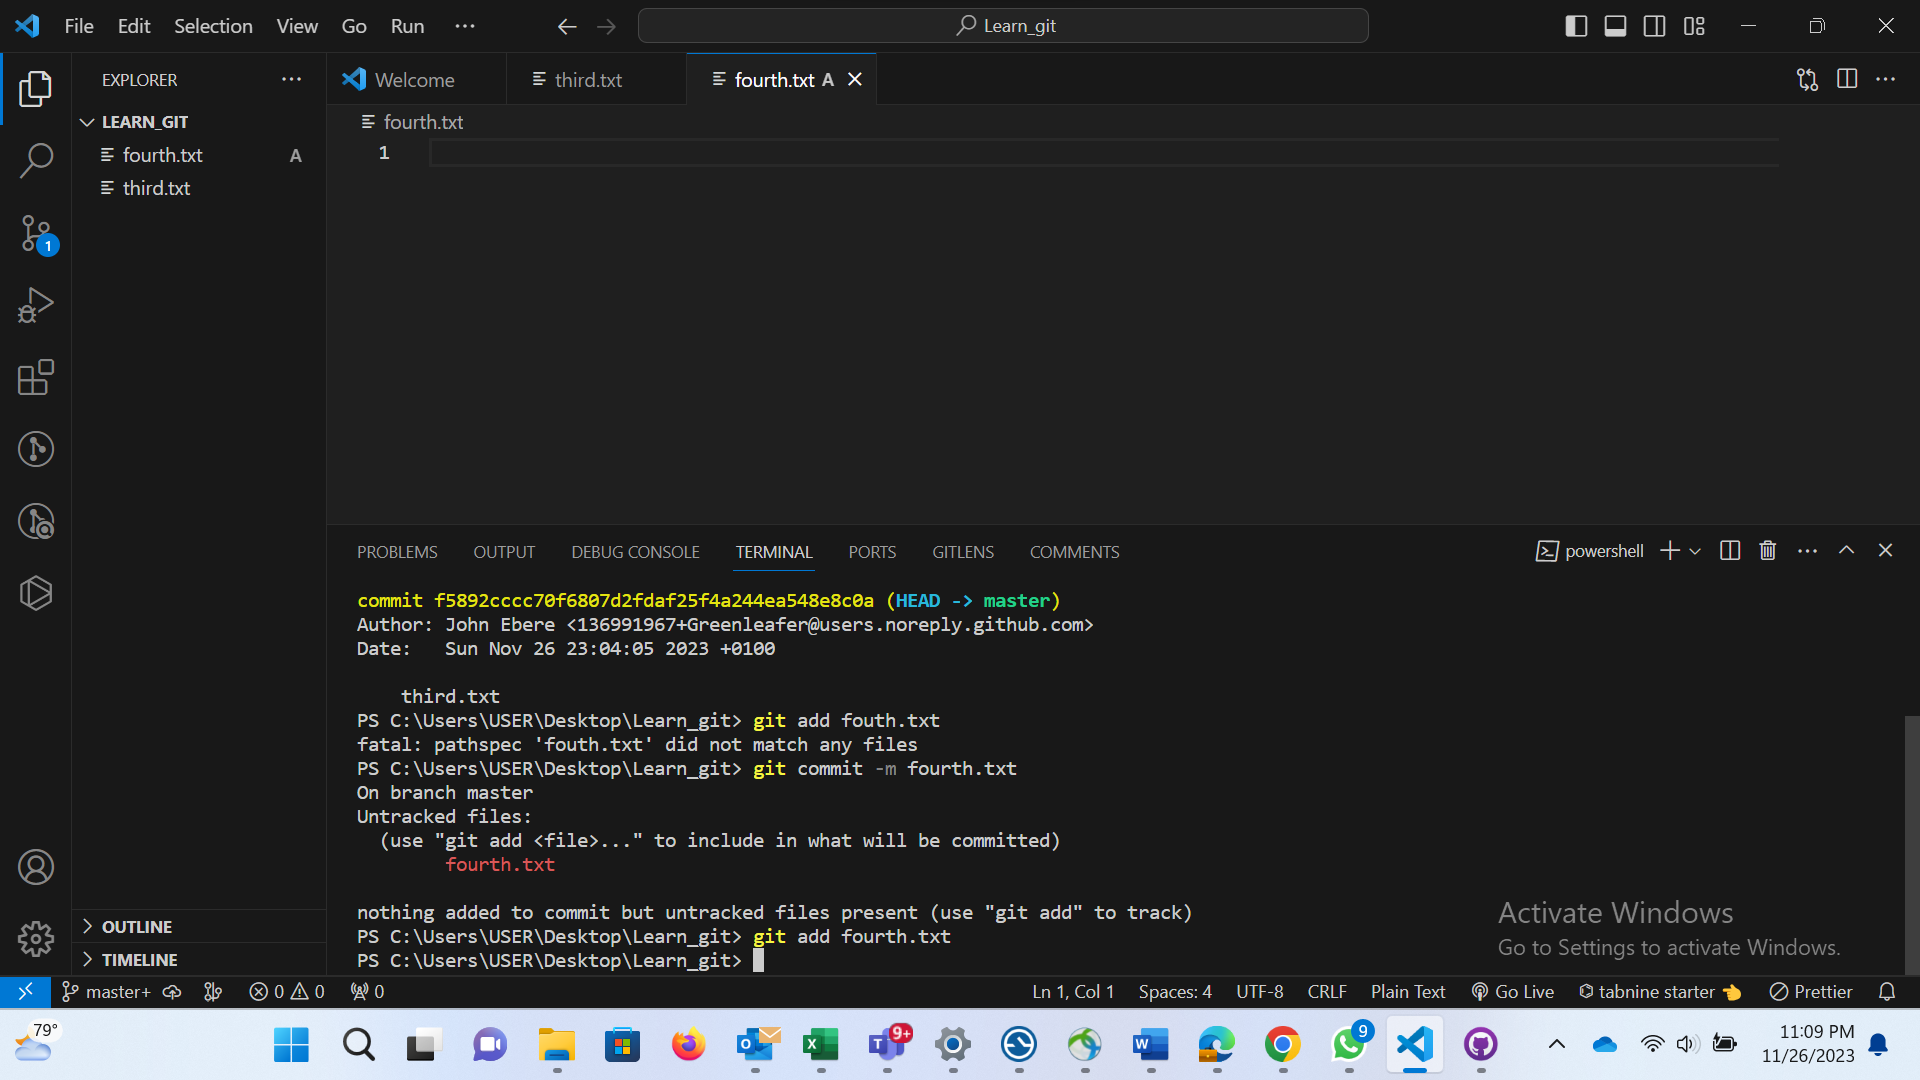 File Edit Selection View Go Run ··· Learn_git
EXPLORER ···
Welcome third.txt fourth.txt A
LEARN_GIT
fourth.txt A
third.txt
fourth.txt
1
1
PROBLEMS OUTPUT DEBUG CONSOLE TERMINAL PORTS GITLENS COMMENTS powershell
commit f5892cccc70f6807d2fdaf25f4a244ea548e8c0a (HEAD -> master)
Author: John Ebere <136991967+Greenleafer@users.noreply.github.com>
Date:   Sun Nov 26 23:04:05 2023 +0100
third.txt
PS C:\Users\USER\Desktop\Learn_git> git add fouth.txt
fatal: pathspec 'fouth.txt' did not match any files
PS C:\Users\USER\Desktop\Learn_git> git commit -m fourth.txt
On branch master
Untracked files:
(use "git add <file>..." to include in what will be committed)
fourth.txt
nothing added to commit but untracked files present (use "git add" to track)
PS C:\Users\USER\Desktop\Learn_git> git add fourth.txt
PS C:\Users\USER\Desktop\Learn_git>
OUTLINE
TIMELINE
Activate Windows
Go to Settings to activate Windows.
master+ 0 0 0 Ln 1, Col 1 Spaces: 4 UTF-8 CRLF Plain Text Go Live tabnine starter Prettier
79° 9+ 9 11:09 PM
11/26/2023